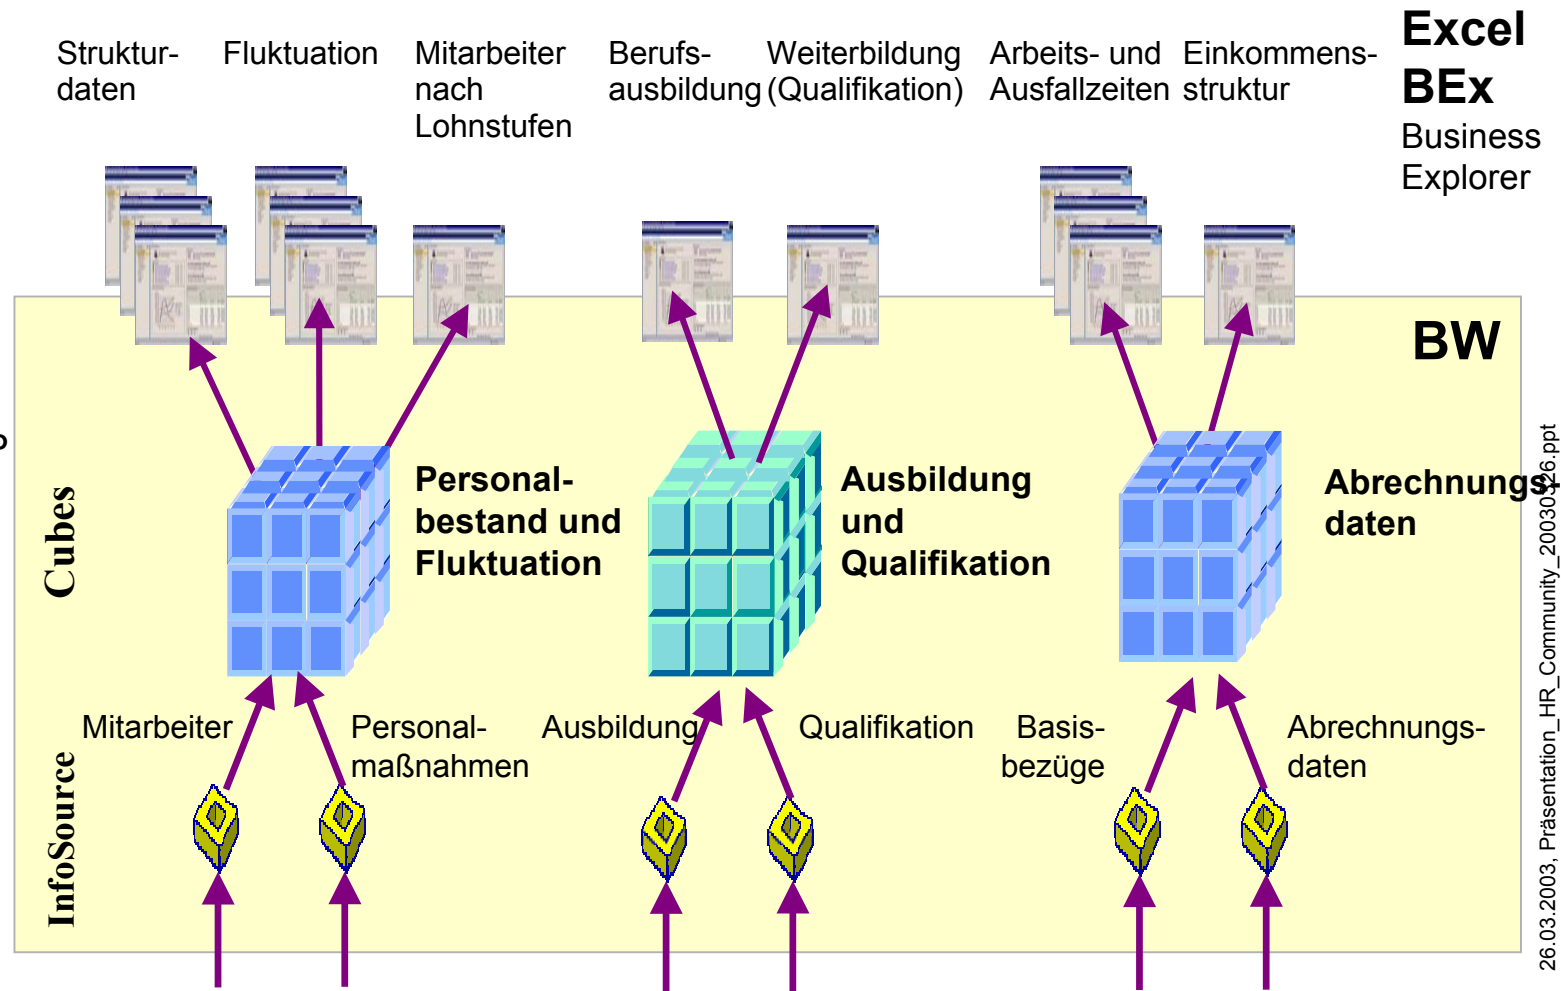 Struktur-
daten
Fluktuation
Mitarbeiter
nach
Lohnstufen
Berufs-
ausbildung
Weiterbildung
(Qualifikation)
Arbeits- und
Ausfallzeiten
Einkommens-
struktur
Excel
BEx
Business
Explorer
BW
Cubes
Personal-
bestand und
Fluktuation
Ausbildung
und
Qualifikation
Abrechnungs-
daten
InfoSource
Mitarbeiter
Personal-
maßnahmen
Ausbildung
Qualifikation
Basis-
bezüge
Abrechnungs-
daten
26.03.2003, Präsentation_HR_Community_20030326.ppt